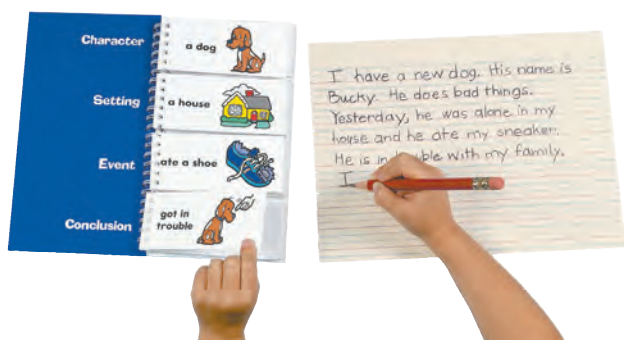 Character
a dog
Setting
a house
Event
ate a shoe
Conclusion
got in
trouble
I have a new dog. His name is
Bucky. He does bad things.
Yesterday, he was alone in my
house and he ate my sneaker.
He is in with my family.
I